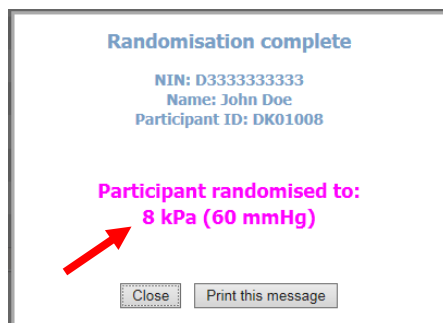 Randomisation complete
NIN: D3333333333
Name: John Doe
Participant ID: DK01008
Participant randomised to:
8 kPa (60 mmHg)
Close Print this message